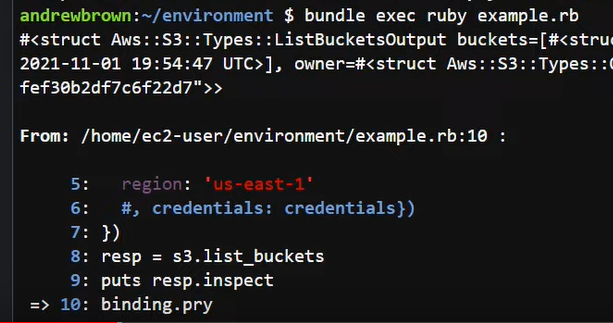 andrewbrown:~/environment $ bundle exec ruby example.rb
#<struct Aws::S3::Types::ListBucketsOutput buckets=[#<struc
2021-11-01 19:54:47 UTC>], owner=#<struct Aws::S3::Types::
fef30b2df7c6f22d7">>
From: /home/ec2-user/environment/example.rb:10 :
5: region: 'us-east-1'
6: #, credentials: credentials})
7: })
8: resp = s3.list_buckets
9: puts resp.inspect
=> 10: binding.pry